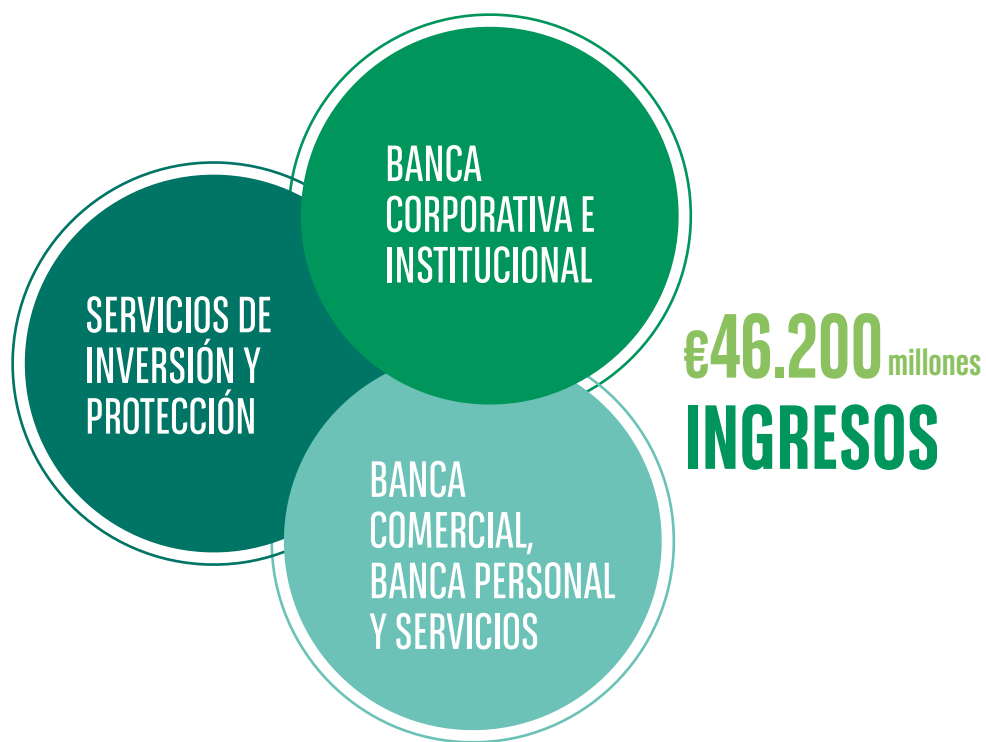 BANCA
CORPORATIVA E
INSTITUCIONAL
SERVICIOS DE
INVERSIÓN Y
PROTECCIÓN
€46.200 millones
INGRESOS
BANCA
COMERCIAL,
BANCA PERSONAL
Y SERVICIOS